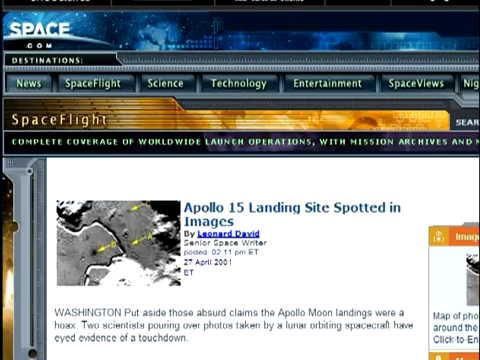 SPACE
.COM
DESTINATIONS:
News SpaceFlight Science Technology Entertainment SpaceViews
SpaceFlight
COMPLETE COVERAGE OF WORLDWIDE LAUNCH OPERATIONS, WITH MISSION ARCHIVES AND
Apollo 15 Landing Site Spotted in
Images
By Leonard David
Senior Space Writer
posted: 02:11 pm ET
27 April 2001
ET
B
A
WASHINGTON Put aside those absurd claims the Apollo Moon landings were a
hoax. Two scientists pouring over photos taken by a lunar orbiting spacecraft have
eyed evidence of a touchdown.
Map of
around the